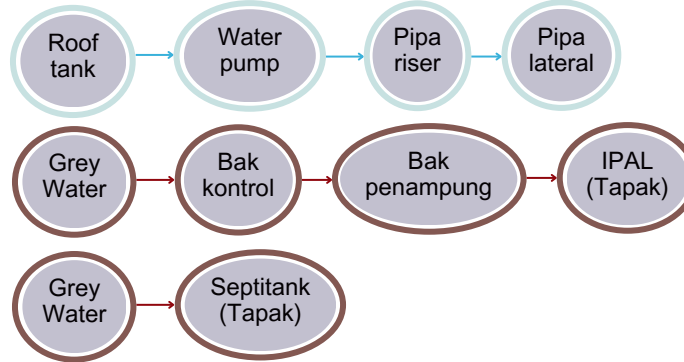 Roof
tank
Water
pump
Pipa
riser
Pipa
lateral
Grey
Water
Bak
kontrol
Bak
penampung
IPAL
(Tapak)
Grey
Water
Septitank
(Tapak)